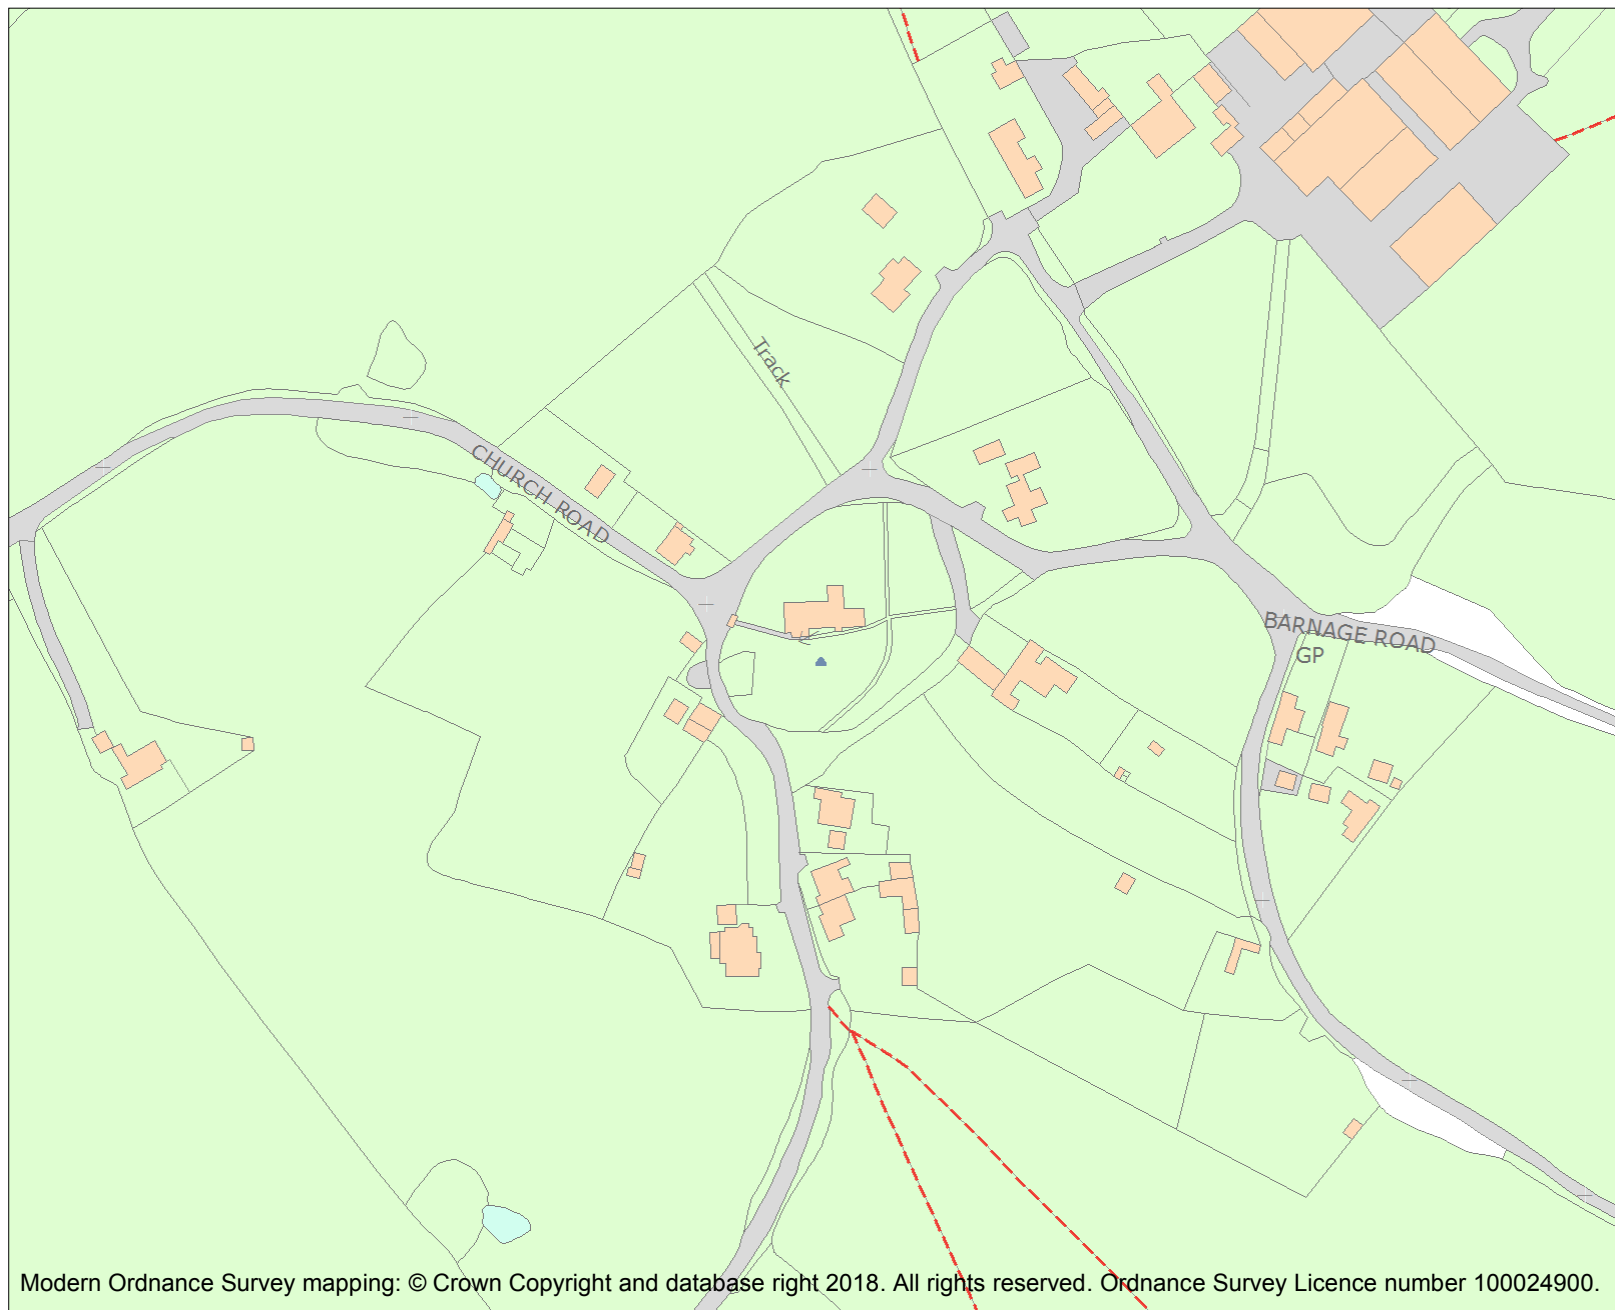 Track
CHURCH ROAD
BARNAGE ROAD
GP
Modern Ordnance Survey mapping: © Crown Copyright and database right 2018. All rights reserved. Ordnance Survey Licence number 100024900.